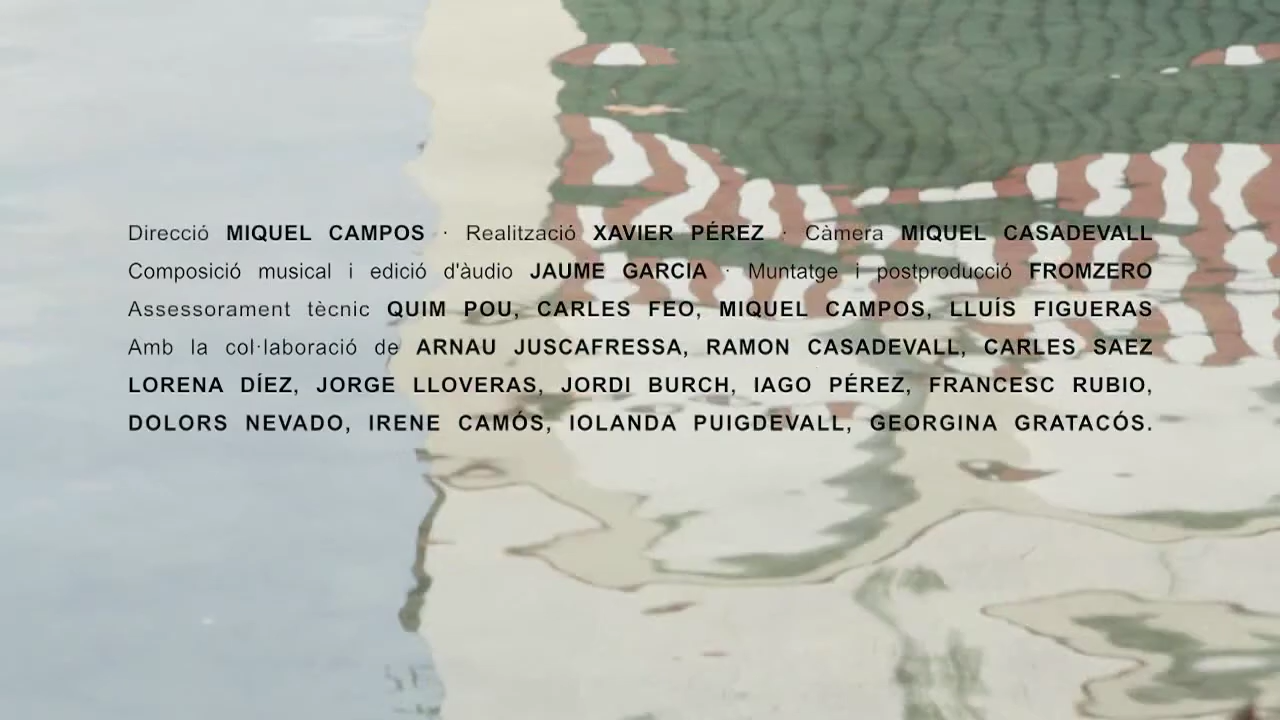 Direcció MIQUEL CAMPOS · Realització XAVIER PÉREZ · Càmera MIQUEL CASADEVALL
Composició musical i edició d'àudio JAUME GARCIA · Muntatge i postproducció FROMZERO
Assessorament tècnic QUIM POU, CARLES FEO, MIQUEL CAMPOS, LLUÍS FIGUERAS
Amb la col·laboració de ARNAU JUSCAFRESSA, RAMON CASADEVALL, CARLES SAEZ
LORENA DÍEZ, JORGE LLOVERAS, JORDI BURCH, IAGO PÉREZ, FRANCESC RUBIO,
DOLORS NEVADO, IRENE CAMÓS, IOLANDA PUIGDEVALL, GEORGINA GRATACÓS.